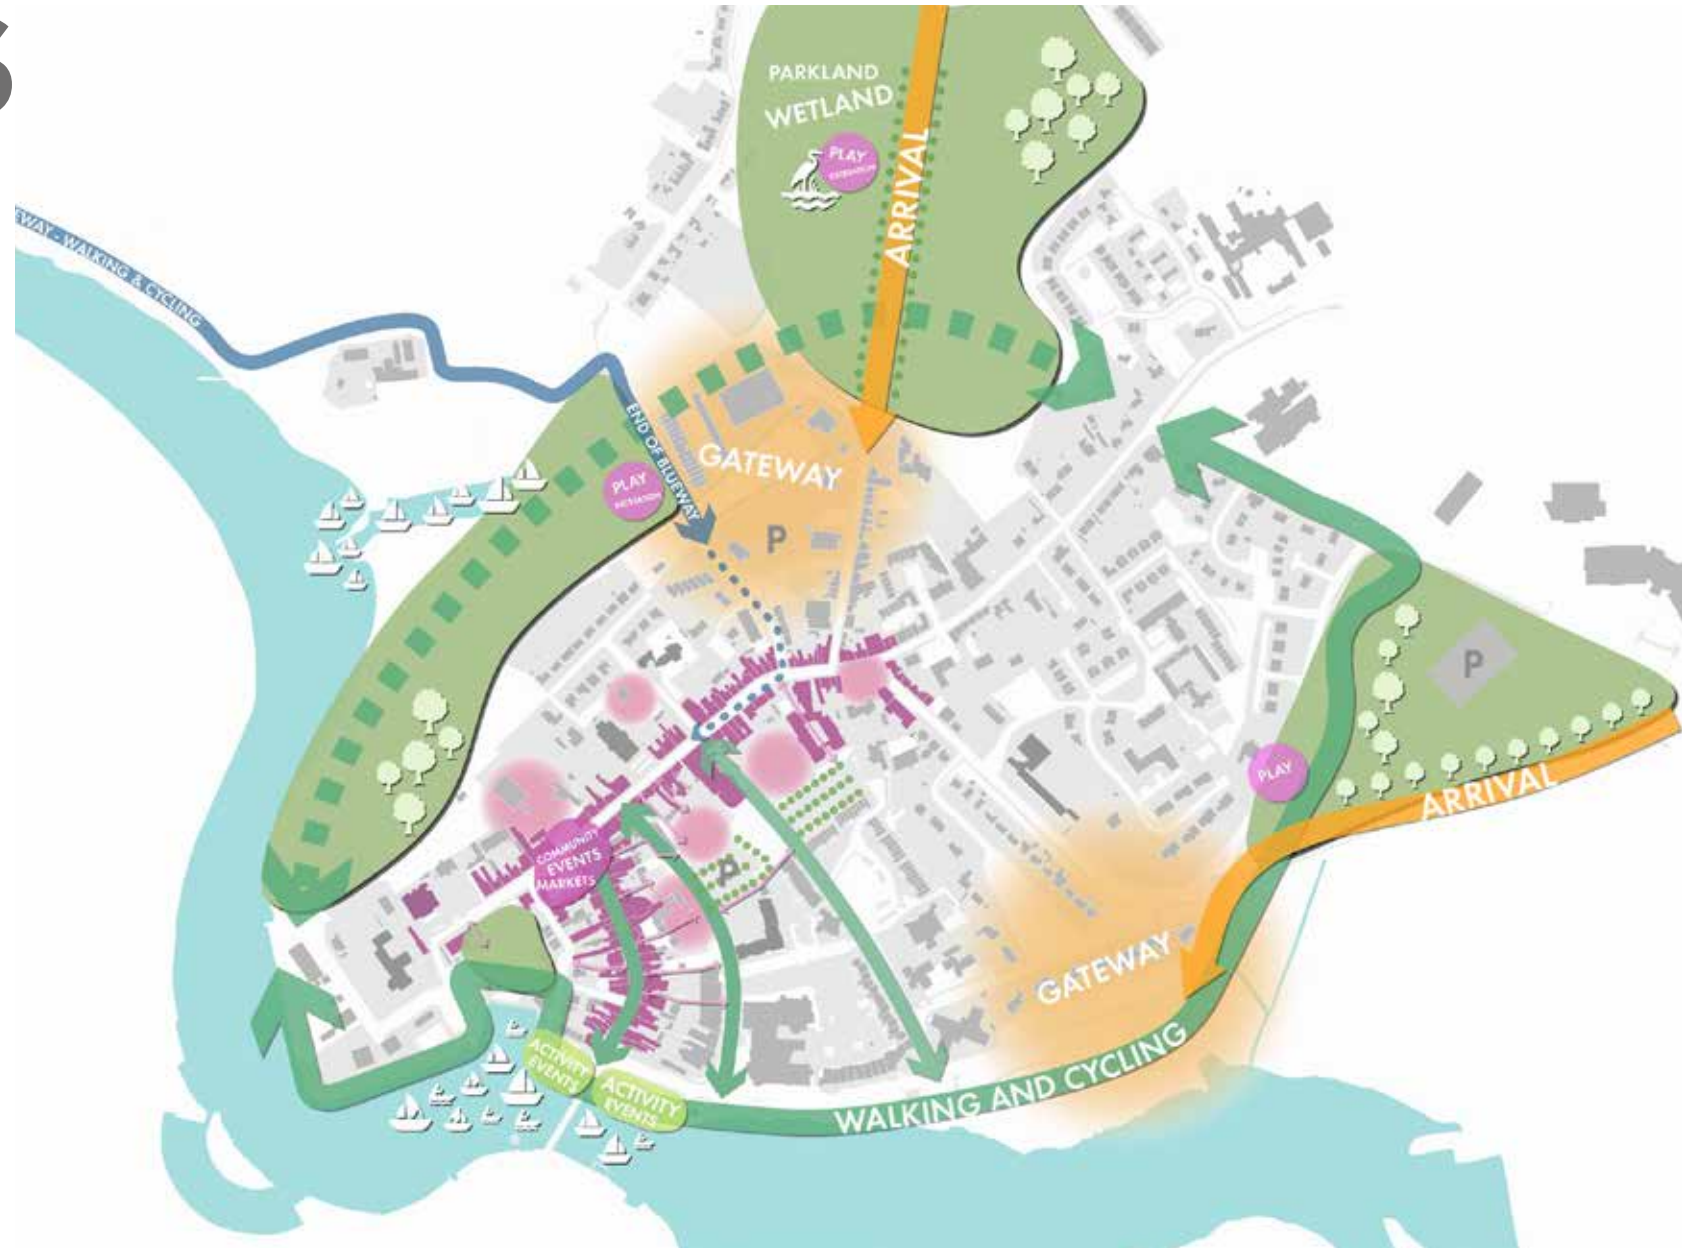 S
PARKLAND
WETLAND
PLAY
ARRIVAL
WAY - WALKING & CYCLING
END OF BLUEWAY
GATEWAY
PLAY
P
P
PLAY
ARRIVAL
COMMUNITY
EVENTS
MARKETS
P
GATEWAY
ACTIVITY
EVENTS
ACTIVITY
EVENTS
WALKING AND CYCLING